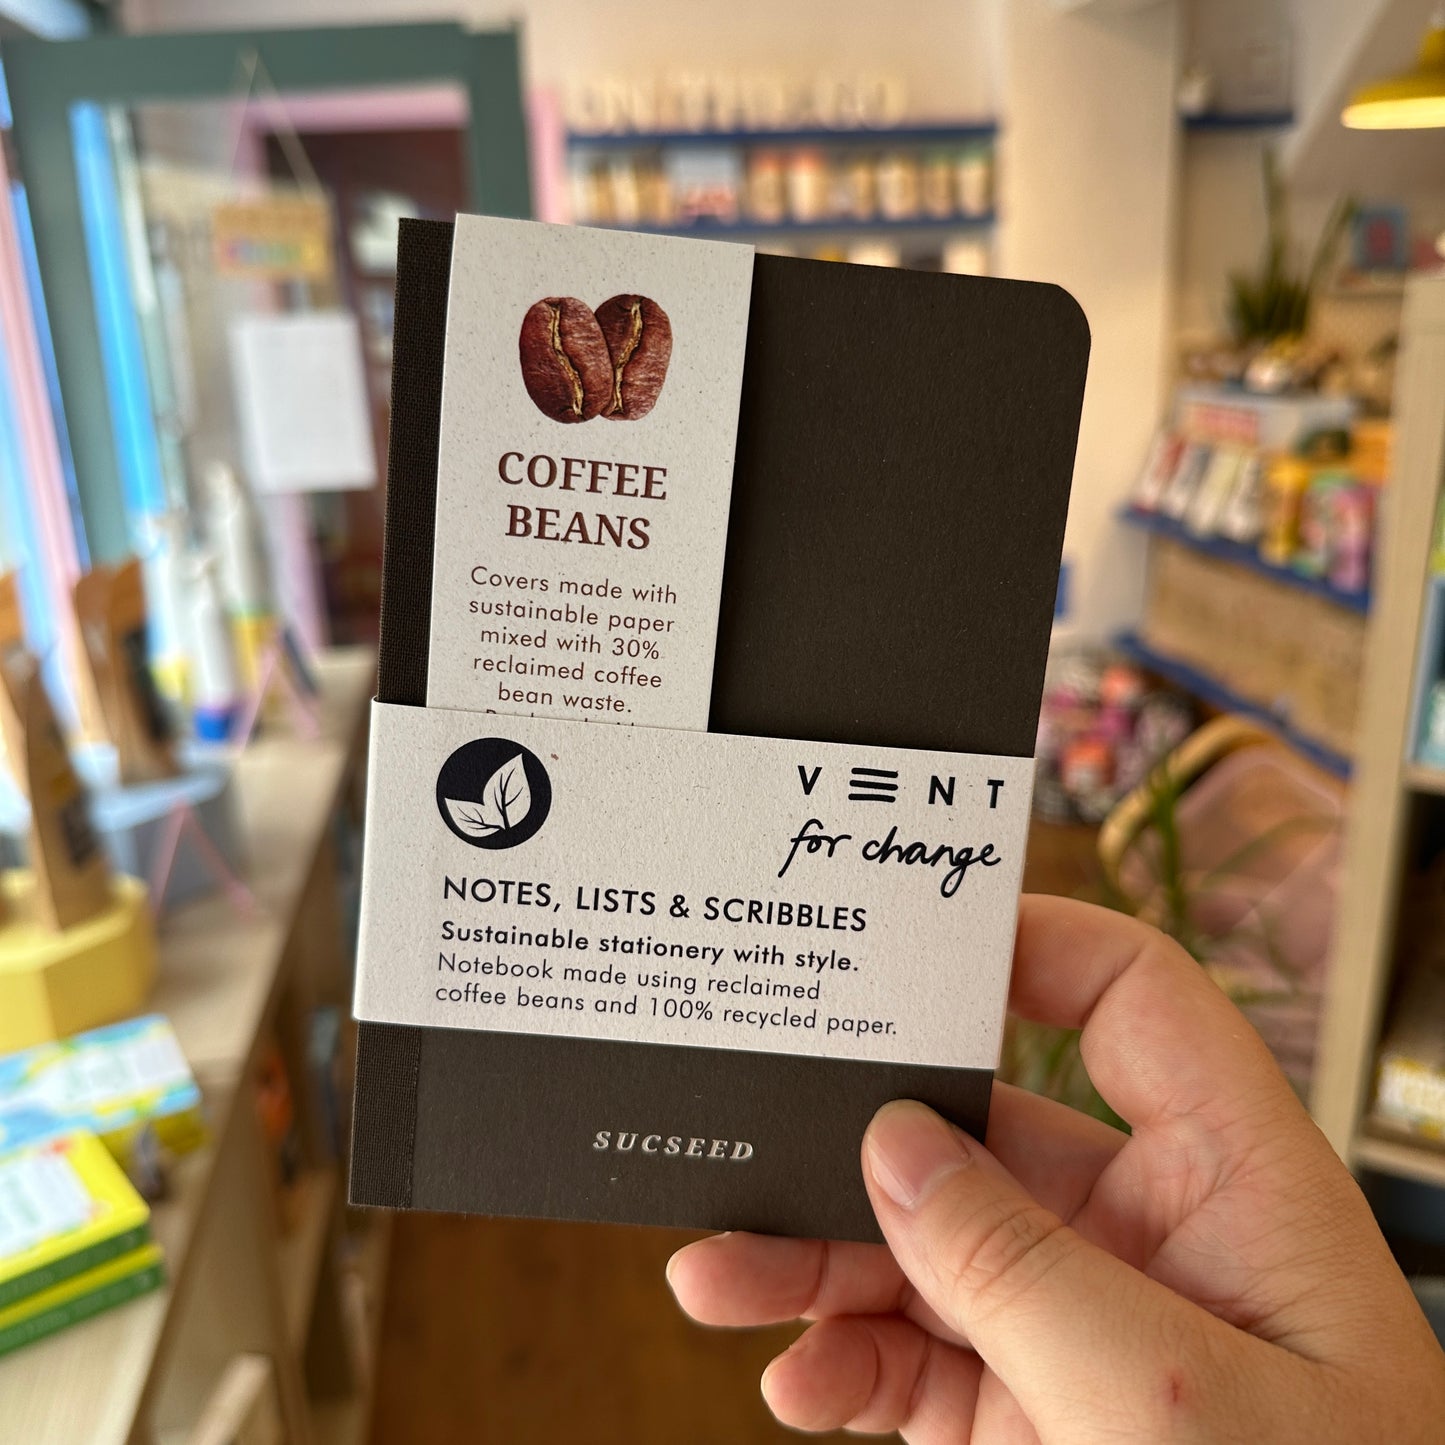 COFFEE
BEANS
Covers made with
sustainable paper
mixed with 30%
reclaimed coffee
bean waste.
V E N T
for change
NOTES, LISTS & SCRIBBLES
Sustainable stationery with style.
Notebook made using reclaimed
coffee beans and 100% recycled paper.
SUCSEED